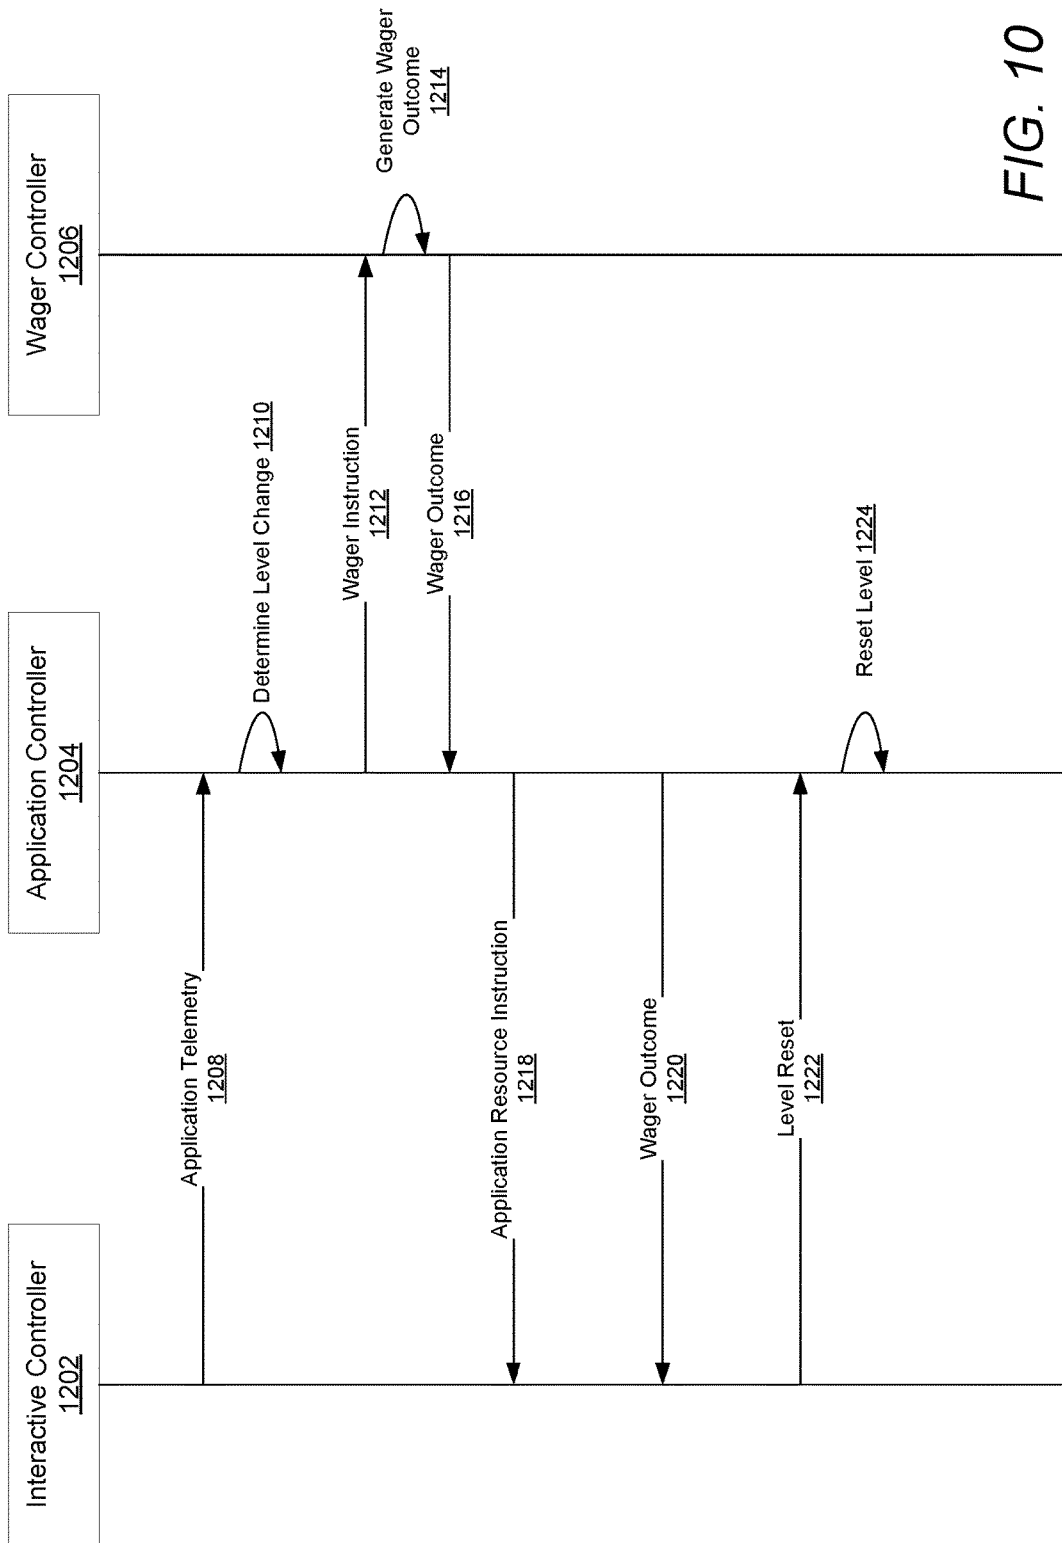 Interactive Controller
1202
Application Controller
1204
Wager Controller
1206
Application Telemetry
1208
Determine Level Change 1210
Wager Instruction
1212
Generate Wager
Outcome
1214
Wager Outcome
1216
Application Resource Instruction
1218
Wager Outcome
1220
Level Reset
1222
Reset Level 1224
FIG. 10